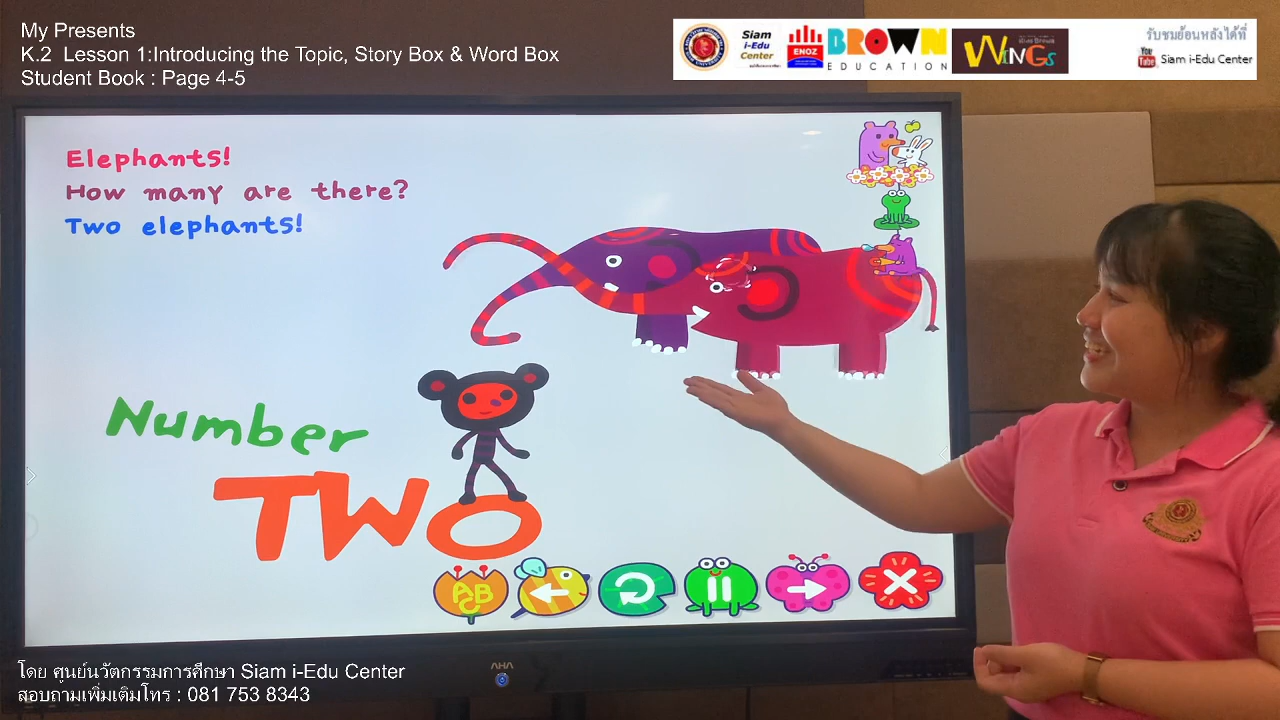 My Presents
K.2. Lesson 1:Introducing the Topic, Story Box & Word Box
Student Book : Page 4-5
Siam
i-Edu
Center
ENOZ
BROWN
EDUCATION
WINGS
รับชมย้อนหลังได้ที่
You
Tube
Siam i-Edu Center
Elephants!
How many are there?
Two elephants!
Number
TWO
ABC
AHA
โดย ศูนย์นวัตกรรมการศึกษา Siam i-Edu Center
สอบถามเพิ่มเติมโทร : 081 753 8343